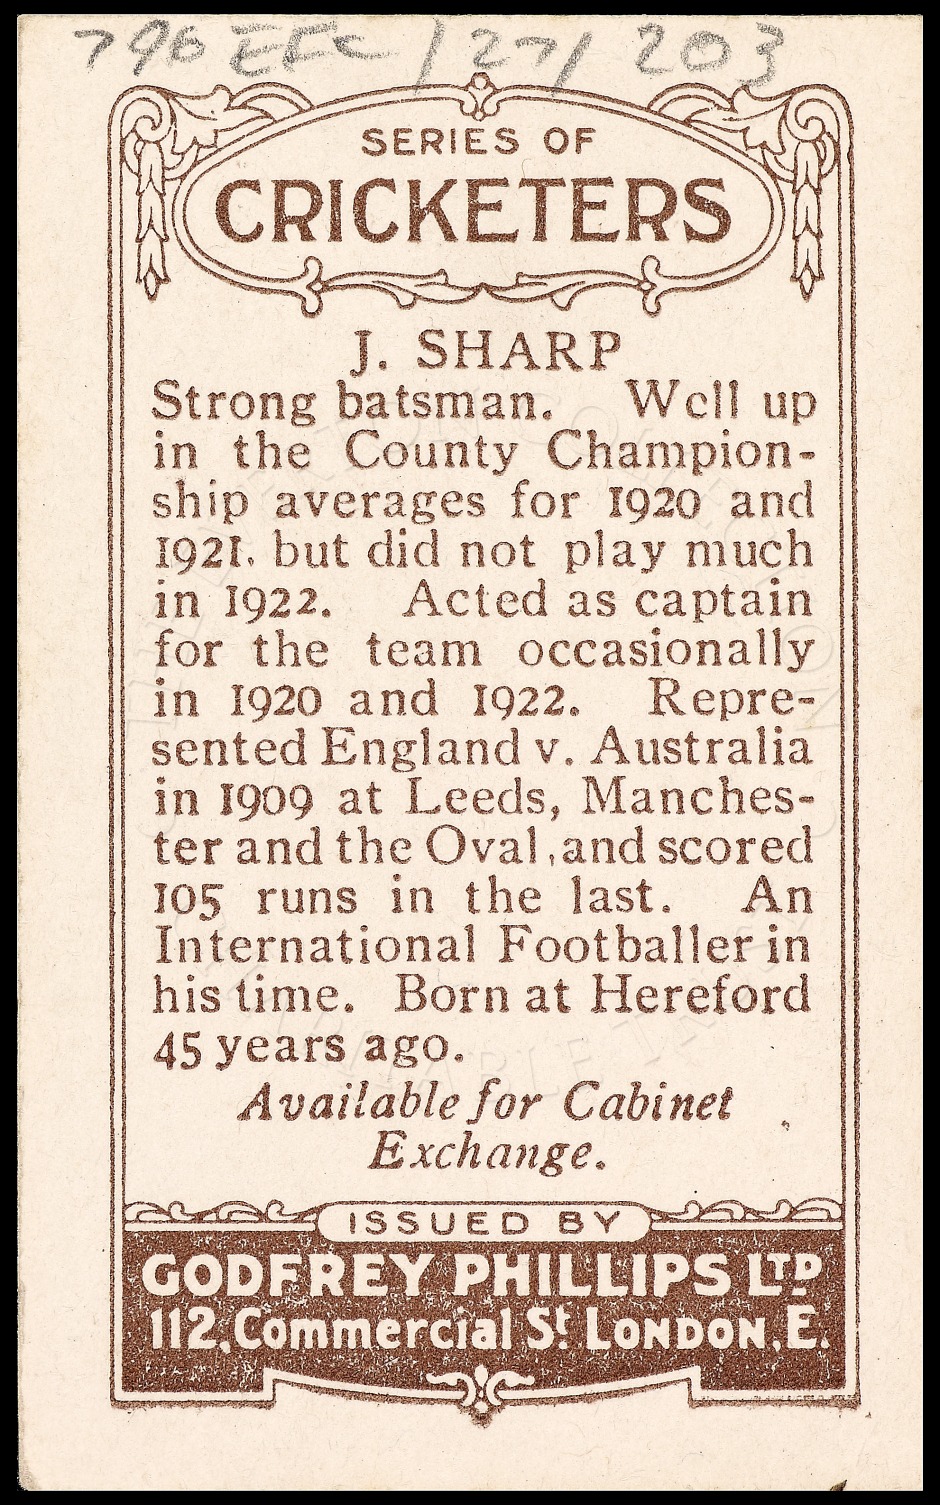 796 EFC/27/203
SERIES OF
CRICKETERS
J. SHARP
Strong batsman. Well up
in the County Champion-
ship averages for 1920 and
1921, but did not play much
in 1922. Acted as captain
for the team occasionally
in 1920 and 1922. Repre-
sented England v. Australia
in 1909 at Leeds, Manches-
ter and the Oval, and scored
105 runs in the last. An
International Footballer in
his time. Born at Hereford
45 years ago.
Available for Cabinet
Exchange.
ISSUED BY
GODFREY PHILLIPS LTD
112, Commercial St. LONDON, E.